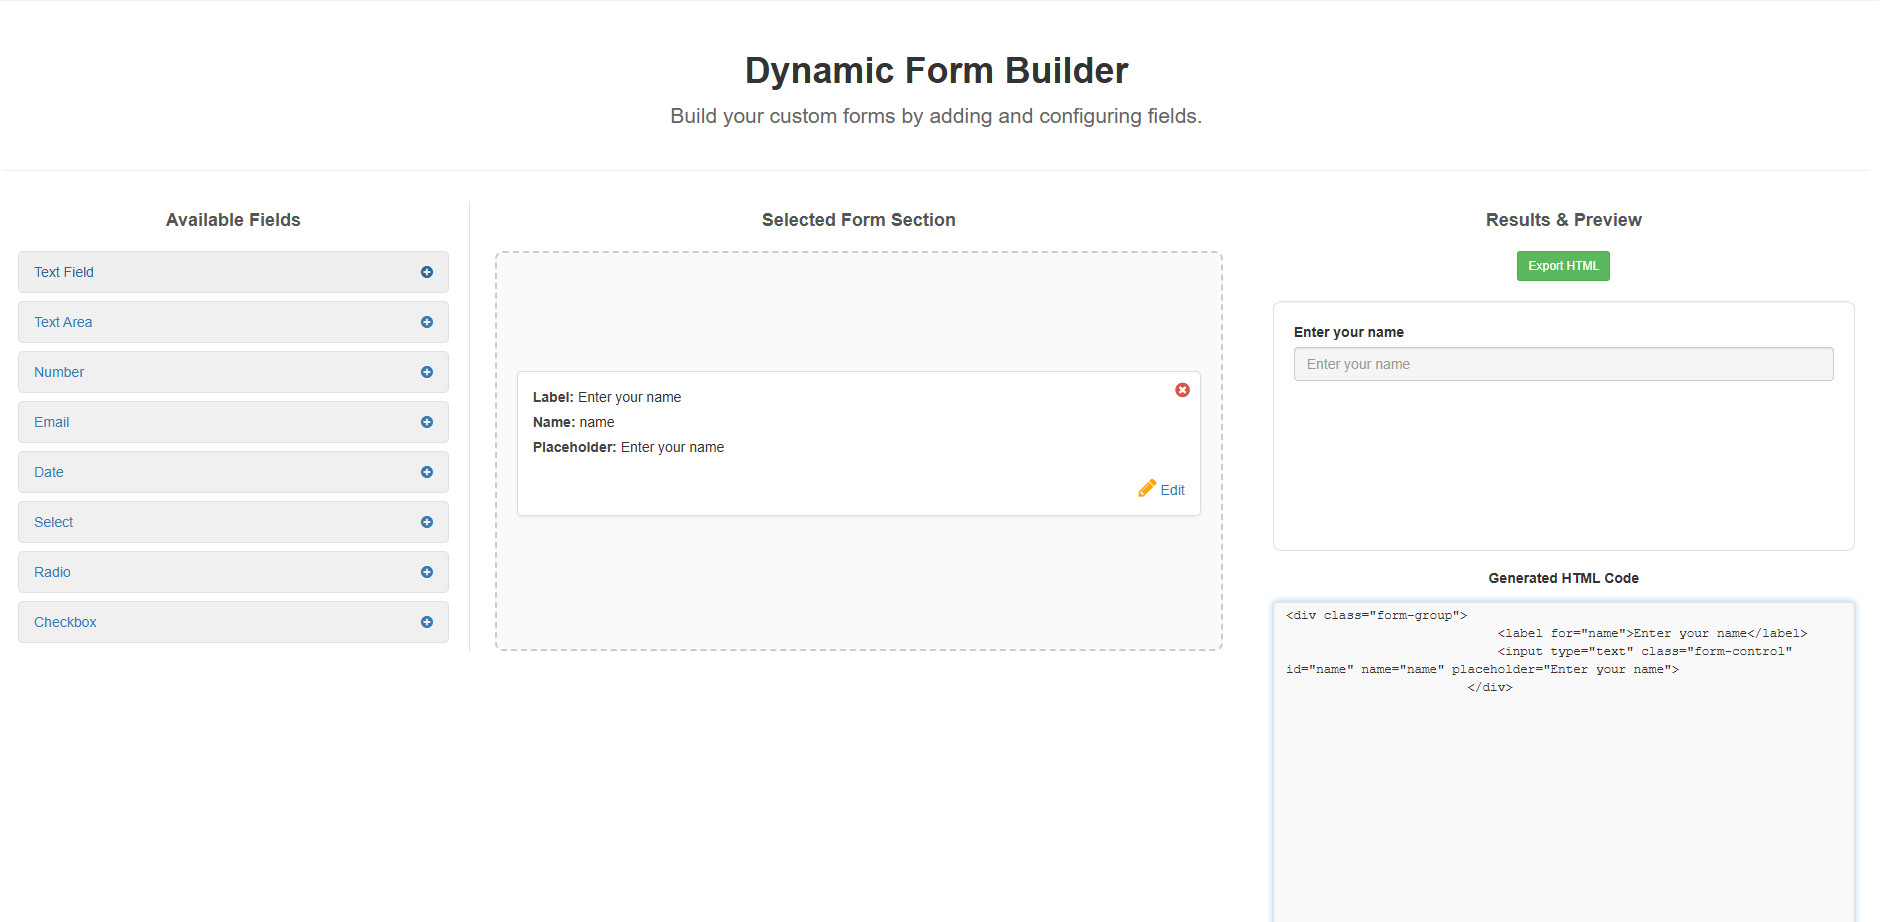 Dynamic Form Builder
Build your custom forms by adding and configuring fields.
Available Fields
Text Field
Text Area
Number
Email
Date
Select
Radio
Checkbox
Selected Form Section
Label: Enter your name
Name: name
Placeholder: Enter your name
Edit
Results & Preview
Export HTML
Enter your name
Enter your name
Generated HTML Code
<div class="form-group">
<label for="name">Enter your name</label>
<input type="text" class="form-control"
id="name" name="name" placeholder="Enter your name">
</div>